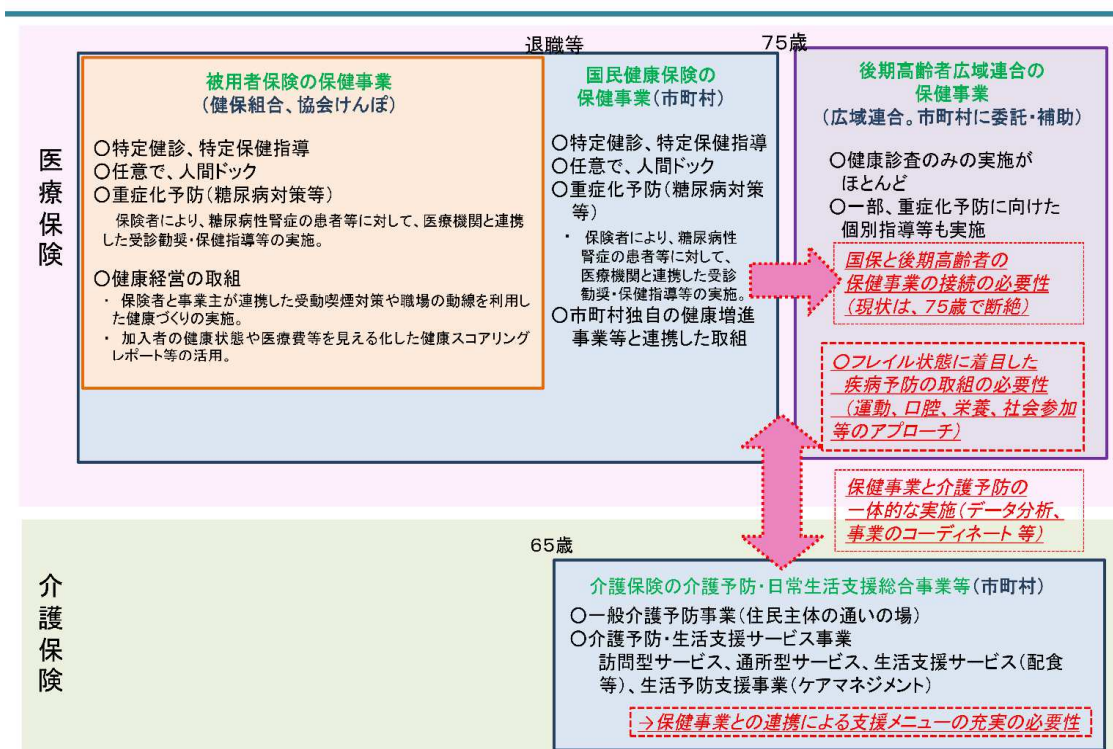 退職等
75歳
医療保険
被用者保険の保健事業
(健保組合、協会けんぽ)
○特定健診、特定保健指導
○任意で、人間ドック
○重症化予防(糖尿病対策等)
保険者により、糖尿病性腎症の患者等に対して、医療機関と連携
した受診勧奨・保健指導等の実施。
○健康経営の取組
・ 保険者と事業主が連携した受動喫煙対策や職場の動線を利用し
た健康づくりの実施。
・ 加入者の健康状態や医療費等を見える化した健康スコアリング
レポート等の活用。
国民健康保険の
保健事業(市町村)
○特定健診、特定保健指導
○任意で、人間ドック
○重症化予防(糖尿病対策
等)
・ 保険者により、糖尿病性
腎症の患者等に対して、
医療機関と連携した受診
勧奨・保健指導等の実施。
○市町村独自の健康増進
事業等と連携した取組
後期高齢者広域連合の
保健事業
(広域連合。市町村に委託・補助)
○健康診査のみの実施が
ほとんど
○一部、重症化予防に向けた
個別指導等も実施
国保と後期高齢者の
保健事業の接続の必要性
(現状は、75歳で断絶)
○フレイル状態に着目した
疾病予防の取組の必要性
(運動、口腔、栄養、社会参加
等のアプローチ)
保健事業と介護予防の
一体的な実施(データ分析、
事業のコーディネート 等)
65歳
介護保険
介護保険の介護予防・日常生活支援総合事業等(市町村)
○一般介護予防事業(住民主体の通いの場)
○介護予防・生活支援サービス事業
訪問型サービス、通所型サービス、生活支援サービス(配食
等)、生活予防支援事業(ケアマネジメント)
→保健事業との連携による支援メニューの充実の必要性